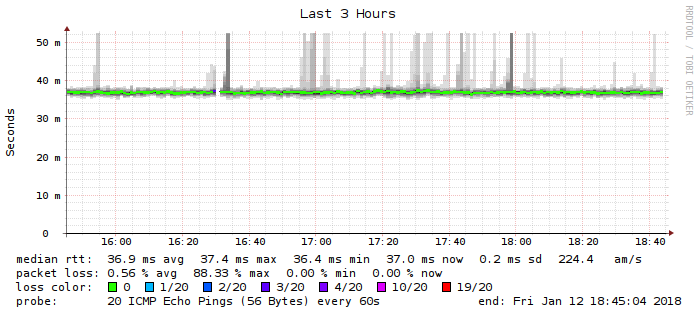 Last 3 Hours
RRDTOOL / TOBI OETIKER
Seconds
50 m
40 m
30 m
20 m
10 m
0
16:00 16:20 16:40 17:00 17:20 17:40 18:00 18:20 18:40
median rtt: 36.9 ms avg 37.4 ms max 36.4 ms min 37.0 ms now 0.2 ms sd 224.4 am/s
packet loss: 0.56 % avg 88.33 % max 0.00 % min 0.00 % now
loss color: 0 1/20 2/20 3/20 4/20 10/20 19/20
probe: 20 ICMP Echo Pings (56 Bytes) every 60s end: Fri Jan 12 18:45:04 2018